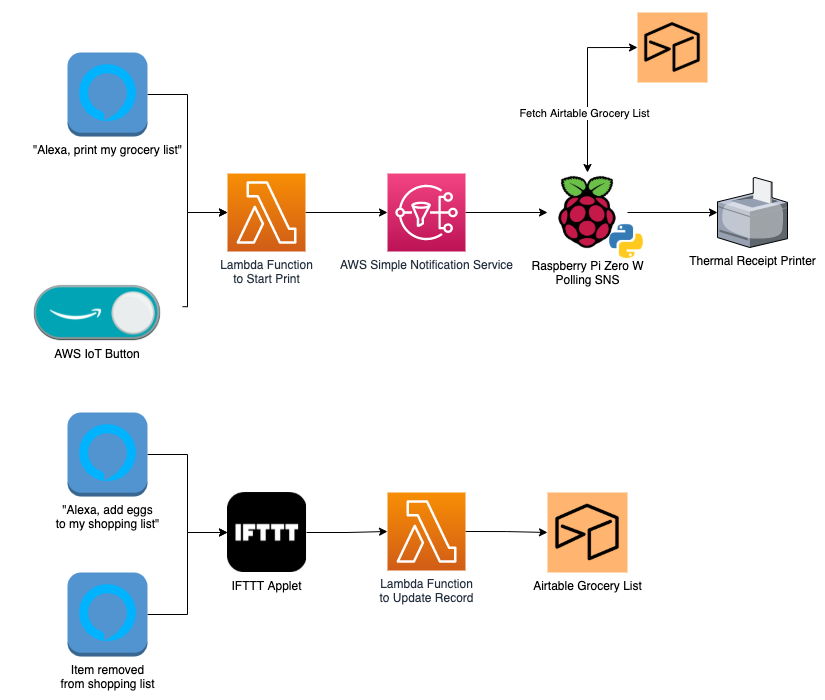 Fetch Airtable Grocery List
"Alexa, print my grocery list"
Lambda Function
to Start Print
AWS Simple Notification Service
Raspberry Pi Zero W
Polling SNS
Thermal Receipt Printer
AWS IoT Button
"Alexa, add eggs
to my shopping list"
IFTTT
IFTTT Applet
Lambda Function
to Update Record
Airtable Grocery List
Item removed
from shopping list